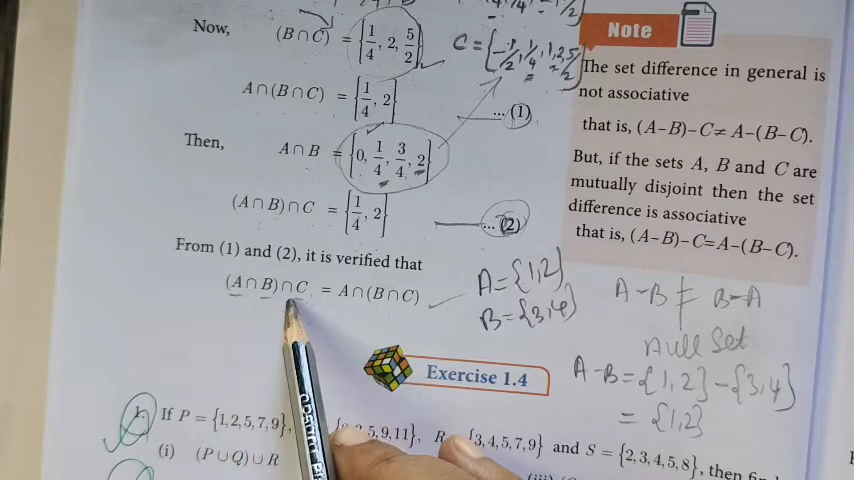 Now, (B∩C) = {1/4, 2, 5/2}
C = {-1/2, 1/4, 1, 2, 5/2}
A∩(B∩C) = {1/4, 2} ... (1)
Then, A∩B = {0, 1/4, 3/4, 2}
(A∩B)∩C = {1/4, 2} ... (2)
From (1) and (2), it is verified that
(A∩B)∩C = A∩(B∩C)
Note
The set difference in general is
not associative
that is, (A−B)−C≠A−(B−C).
But, if the sets A, B and C are
mutually disjoint then the set
difference is associative
that is, (A−B)−C=A−(B−C).
A={1,2}
B={3,4}
A-B ≠ B-A
Null Set
A-B={1,2}-{3,4}
={1,2}
Exercise 1.4
1. If P = {1,2,5,7,9}, 5,9,11}, R {3,4,5,7,9} and S = {2,3,4,5,8}, then
(i) (P∪Q)∪R